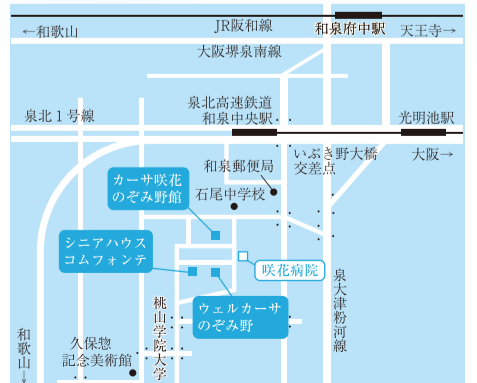 JR阪和線
和泉府中駅
←和歌山
天王寺→
大阪堺泉南線
泉北高速鉄道
和泉中央駅
泉北1号線
光明池駅
いぶき野大橋
交差点
大阪→
和泉郵便局
カーサ咲花
のぞみ野館
石尾中学校
シニアハウス
コムフォンテ
咲花病院
ウェルカーサ
のぞみ野
泉大津粉河線
桃山学院大学
和歌山→
久保惣
記念美術館